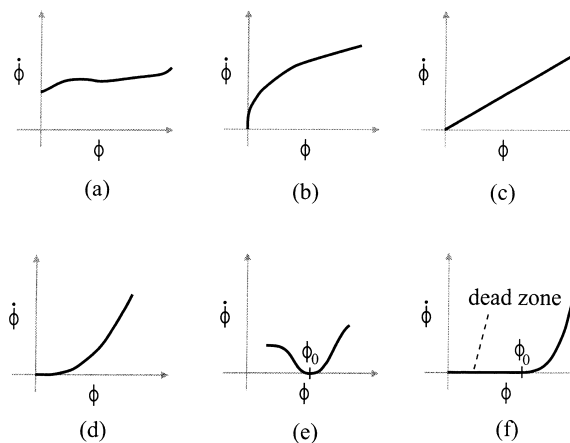 ϕ̇ ϕ̇ ϕ̇
ϕ ϕ ϕ
(a) (b) (c)
dead zone
ϕ̇ ϕ̇ ϕ₀ ϕ̇ ϕ₀
ϕ ϕ ϕ
(d) (e) (f)